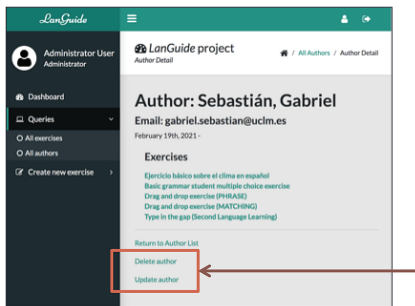 LanGuide
Administrator User
Administrator
Dashboard
Queries
All exercises
All authors
Create new exercise
LanGuide project
Author Detail
/ All Authors / Author Detail
Author: Sebastián, Gabriel
Email: gabriel.sebastian@uclm.es
February 19th, 2021 -
Exercises
Ejercicio básico sobre el clima en español
Basic grammar student multiple choice exercise
Drag and drop exercise (PHRASE)
Drag and drop exercise (MATCHING)
Type in the gap (Second Language Learning)
Return to Author List
Delete author
Update author